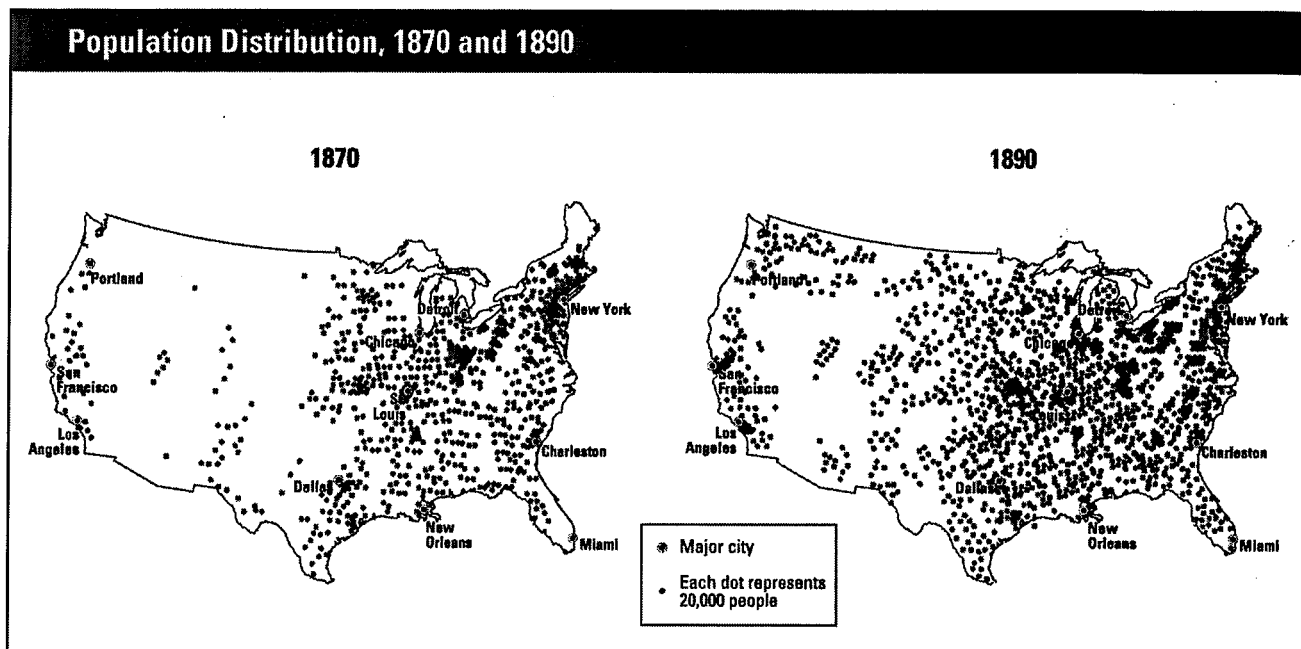 Population Distribution, 1870 and 1890
1870
Portland
San
Francisco
Los
Angeles
Detroit
Chicago
St.
Louis
New York
Charleston
Dallas
New
Orleans
Miami
1890
Portland
San
Francisco
Los
Angeles
Chicago
New York
Charleston
Dallas
New
Orleans
Miami
Major city
Each dot represents
20,000 people